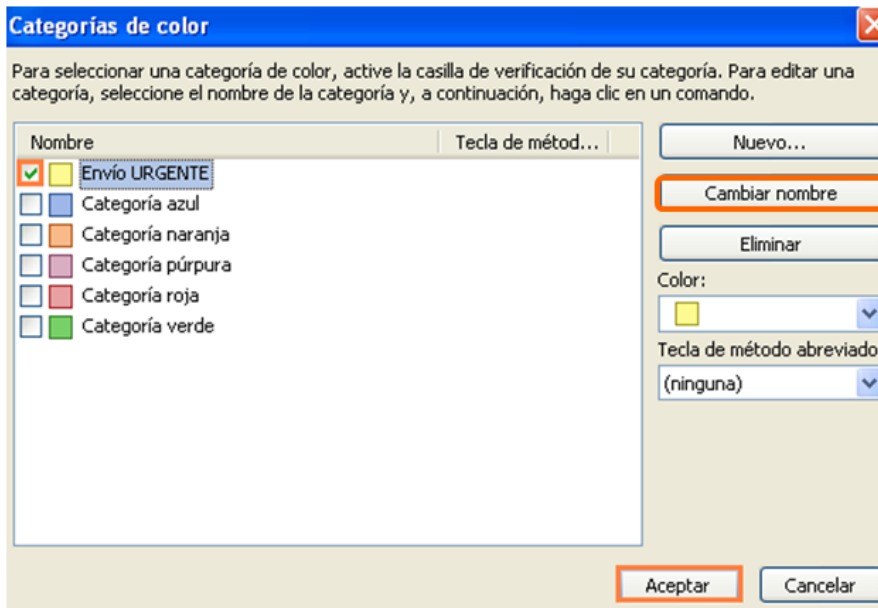 Categorías de color
Para seleccionar una categoría de color, active la casilla de verificación de su categoría. Para editar una
categoría, seleccione el nombre de la categoría y, a continuación, haga clic en un comando.
Nombre
Tecla de métod...
Envío URGENTE
Categoría azul
Categoría naranja
Categoría púrpura
Categoría roja
Categoría verde
Nuevo...
Cambiar nombre
Eliminar
Color:
Tecla de método abreviado
(ninguna)
Aceptar
Cancelar